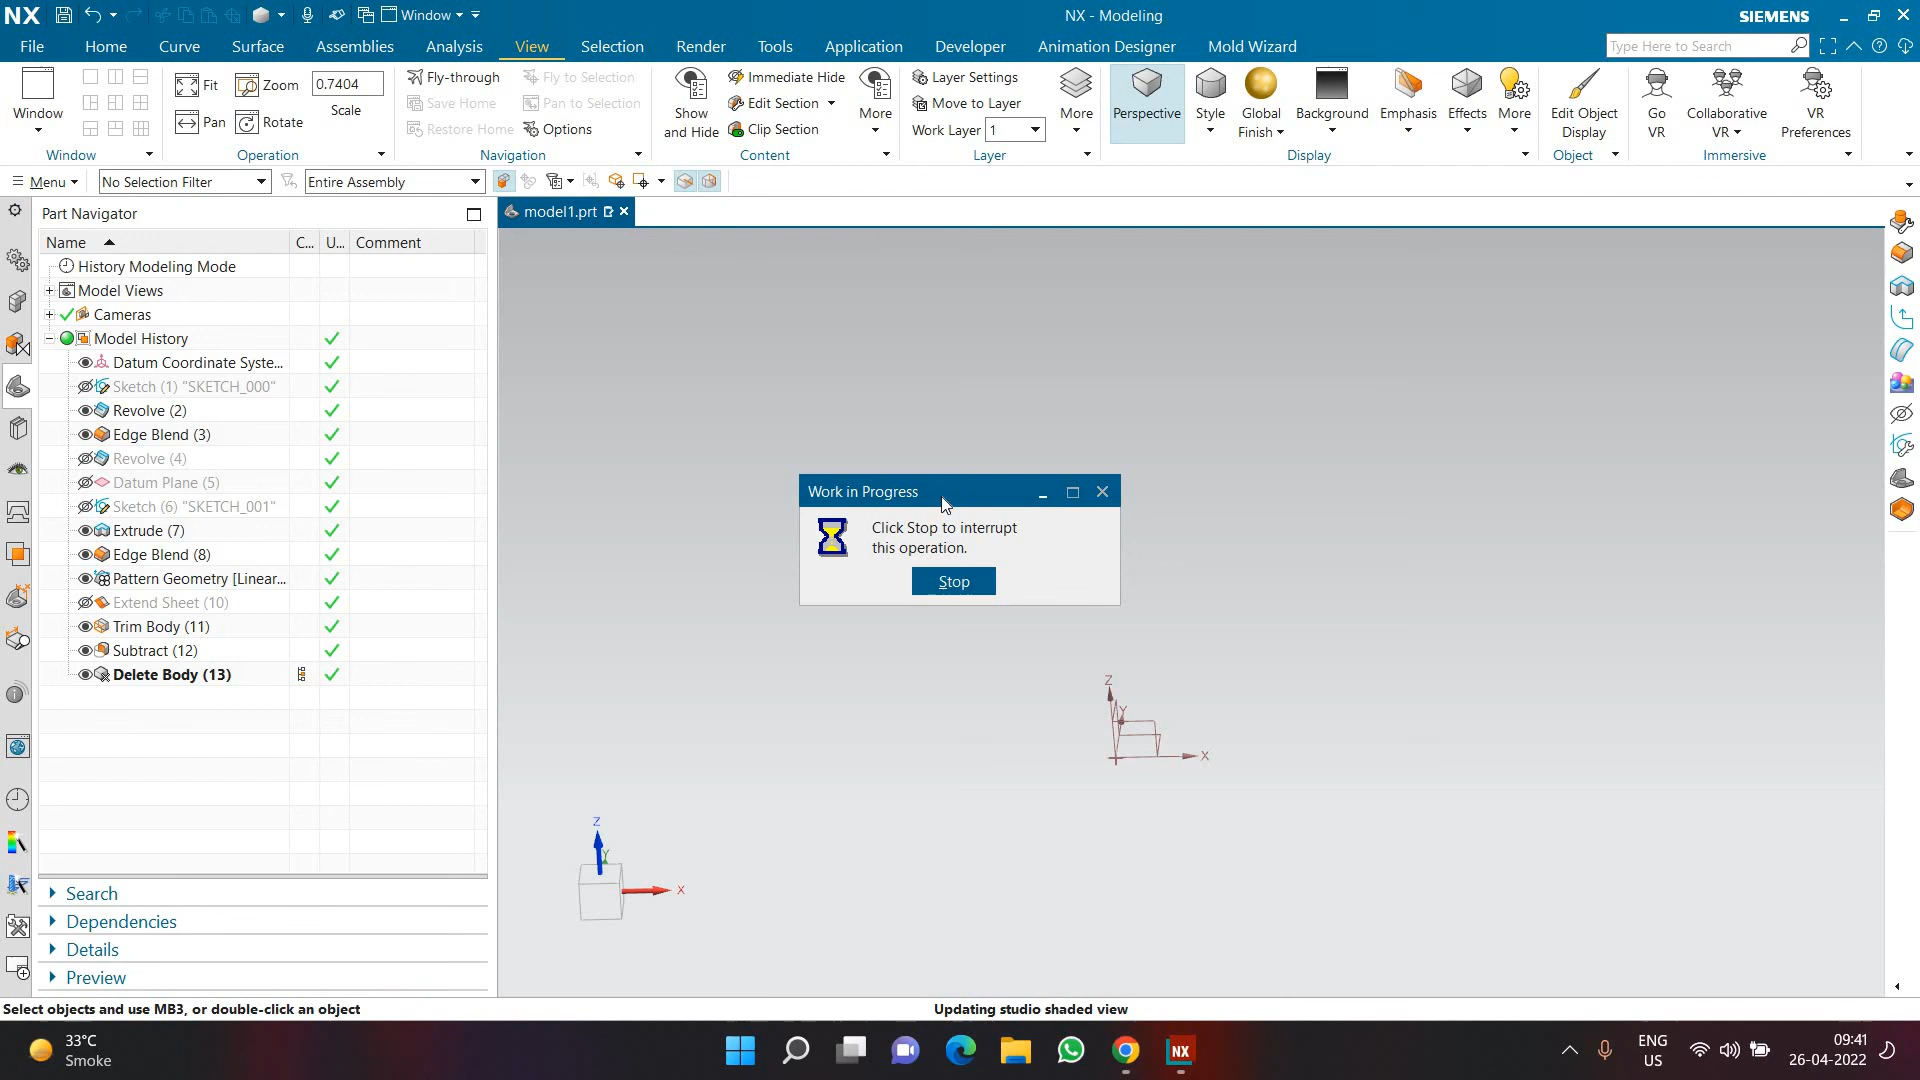 NX
Window
NX - Modeling
SIEMENS
File Home Curve Surface Assemblies Analysis View Selection Render Tools Application Developer Animation Designer Mold Wizard
Type Here to Search
Window
Fit
Pan
Zoom
Rotate
0.7404
Scale
Fly-through
Save Home
Restore Home
Fly to Selection
Pan to Selection
Options
Show
and Hide
Immediate Hide
Edit Section
Clip Section
More
Layer Settings
Move to Layer
Work Layer 1
More
Perspective
Style
Global
Finish
Background
Emphasis
Effects
More
Edit Object
Display
Go
VR
Collaborative
VR
VR
Preferences
Window Operation Navigation Content Layer Display Object Immersive
Menu
No Selection Filter
Entire Assembly
Part Navigator
model1.prt
Name C... U... Comment
History Modeling Mode
Model Views
Cameras
Model History
Datum Coordinate Syste...
Sketch (1) "SKETCH_000"
Revolve (2)
Edge Blend (3)
Revolve (4)
Datum Plane (5)
Sketch (6) "SKETCH_001"
Extrude (7)
Edge Blend (8)
Pattern Geometry [Linear...
Extend Sheet (10)
Trim Body (11)
Subtract (12)
Delete Body (13)
Work in Progress
Click Stop to interrupt
this operation.
Stop
Z
Y
X
Z
Y
X
Search
Dependencies
Details
Preview
Select objects and use MB3, or double-click an object
Updating studio shaded view
33°C
Smoke
NX
ENG
US
09:41
26-04-2022